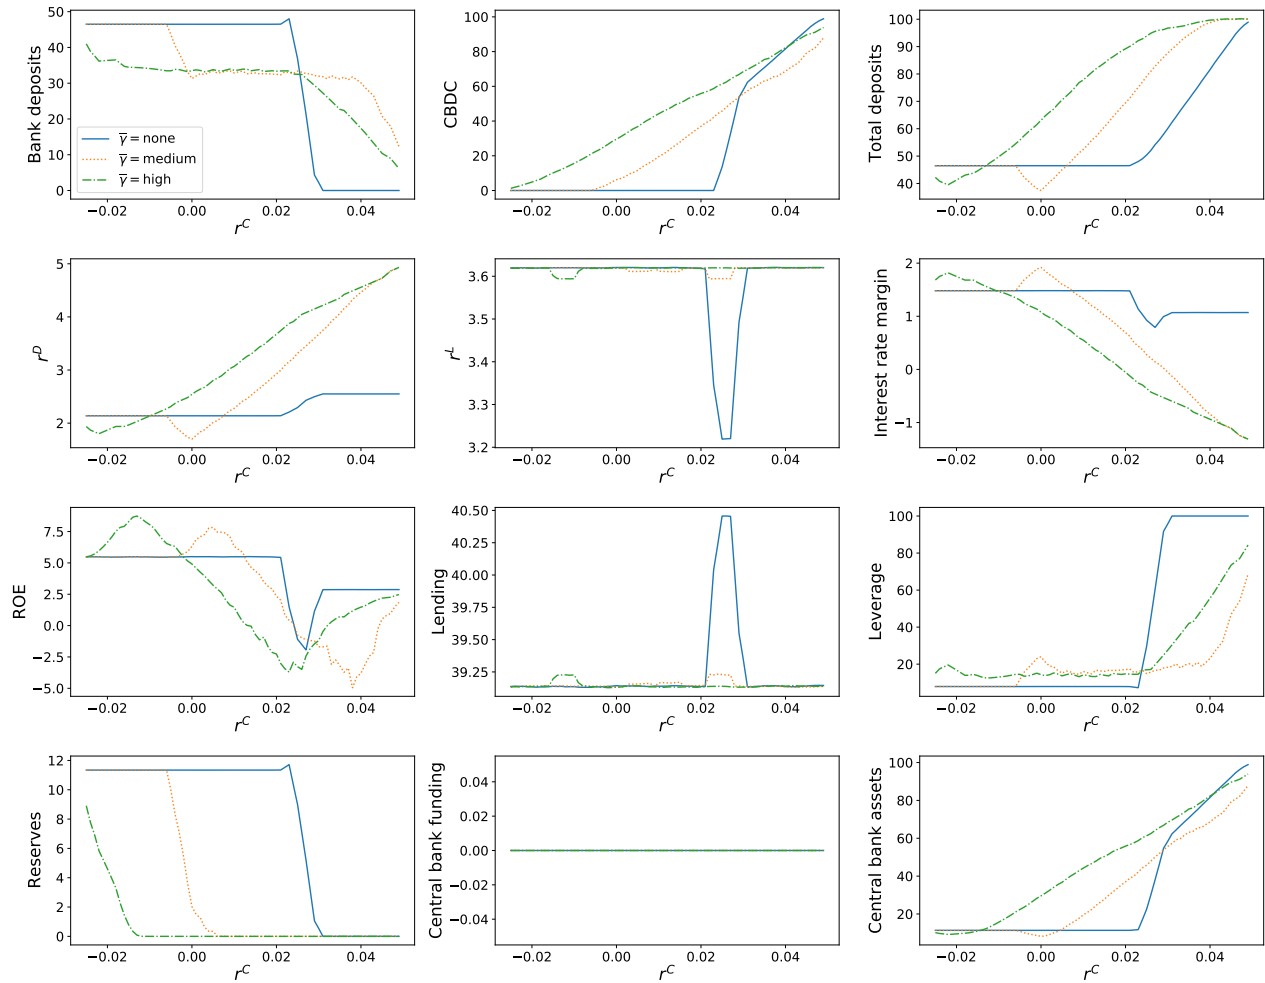 Bank deposits
50
40
30
20
10
0
γ̅ = none
γ̅ = medium
γ̅ = high
−0.02 0.00 0.02 0.04
r^C
CBDC
100
80
60
40
20
0
−0.02 0.00 0.02 0.04
r^C
Total deposits
100
90
80
70
60
50
40
−0.02 0.00 0.02 0.04
r^C
r^D
5
4
3
2
−0.02 0.00 0.02 0.04
r^C
r^L
3.6
3.5
3.4
3.3
3.2
−0.02 0.00 0.02 0.04
r^C
Interest rate margin
2
1
0
−1
−0.02 0.00 0.02 0.04
r^C
ROE
7.5
5.0
2.5
0.0
−2.5
−5.0
−0.02 0.00 0.02 0.04
r^C
Lending
40.50
40.25
40.00
39.75
39.50
39.25
−0.02 0.00 0.02 0.04
r^C
Leverage
100
80
60
40
20
−0.02 0.00 0.02 0.04
r^C
Reserves
12
10
8
6
4
2
0
−0.02 0.00 0.02 0.04
r^C
Central bank funding
0.04
0.02
0.00
−0.02
−0.04
−0.02 0.00 0.02 0.04
r^C
Central bank assets
100
80
60
40
20
−0.02 0.00 0.02 0.04
r^C